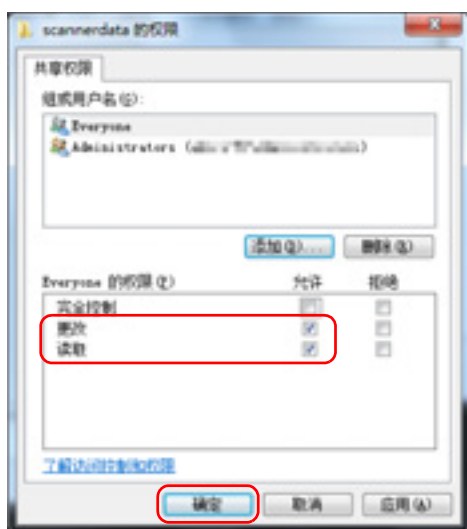 scannerdata 的权限
共享权限
组或用户名(G):
Everyone
Administrators (
添加(D)... 删除(R)
Everyone 的权限(P) 允许 拒绝
完全控制
更改
读取
了解访问控制和权限
确定 取消 应用(A)